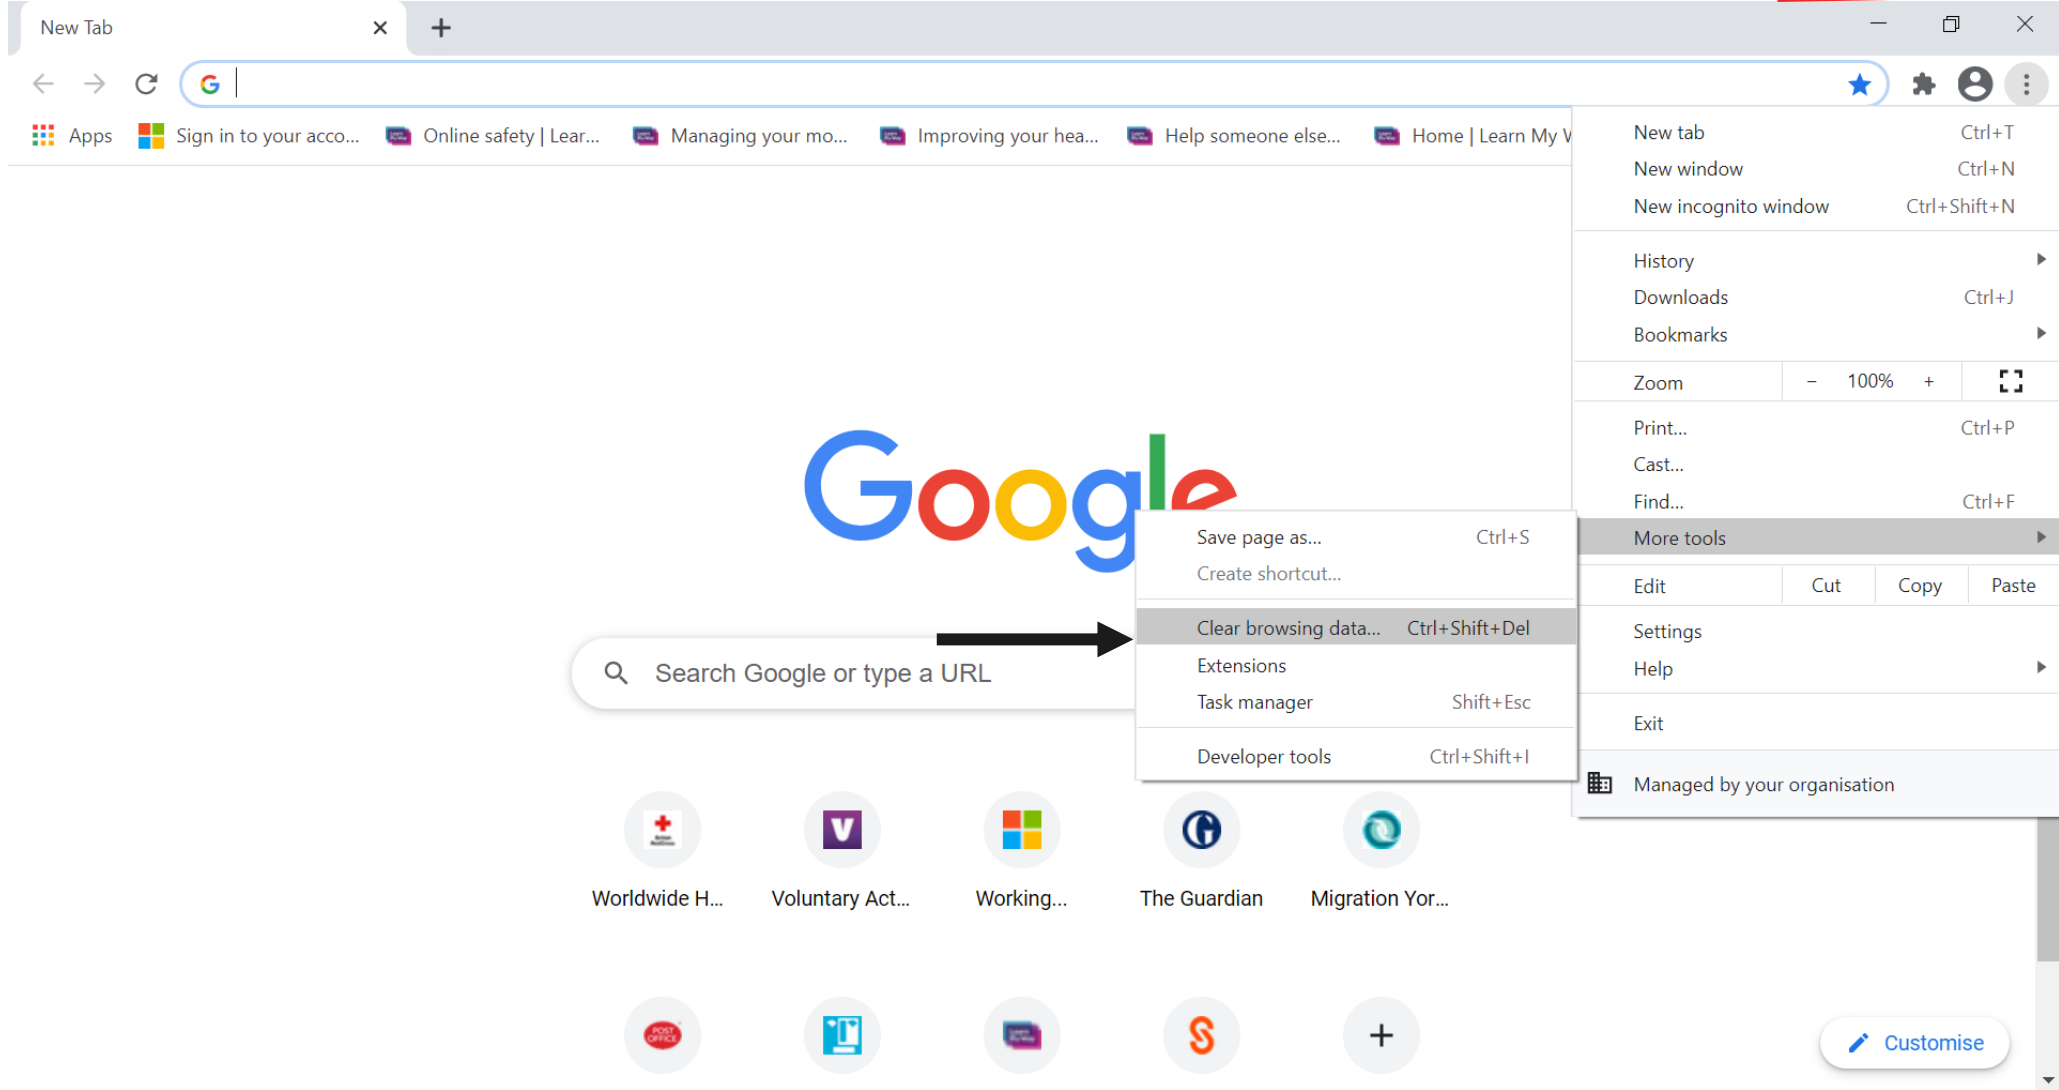 New Tab
Apps
Sign in to your acco...
Online safety | Lear...
Managing your mo...
Improving your hea...
Help someone else...
Home | Learn My W
New tab Ctrl+T
New window Ctrl+N
New incognito window Ctrl+Shift+N
History
Downloads Ctrl+J
Bookmarks
Zoom - 100% +
Print... Ctrl+P
Cast...
Find... Ctrl+F
More tools
Edit Cut Copy Paste
Settings
Help
Exit
Managed by your organisation
Google
Save page as... Ctrl+S
Create shortcut...
Clear browsing data... Ctrl+Shift+Del
Extensions
Task manager Shift+Esc
Developer tools Ctrl+Shift+I
Search Google or type a URL
Worldwide H...
Voluntary Act...
Working...
The Guardian
Migration Yor...
POST
OFFICE
Customise